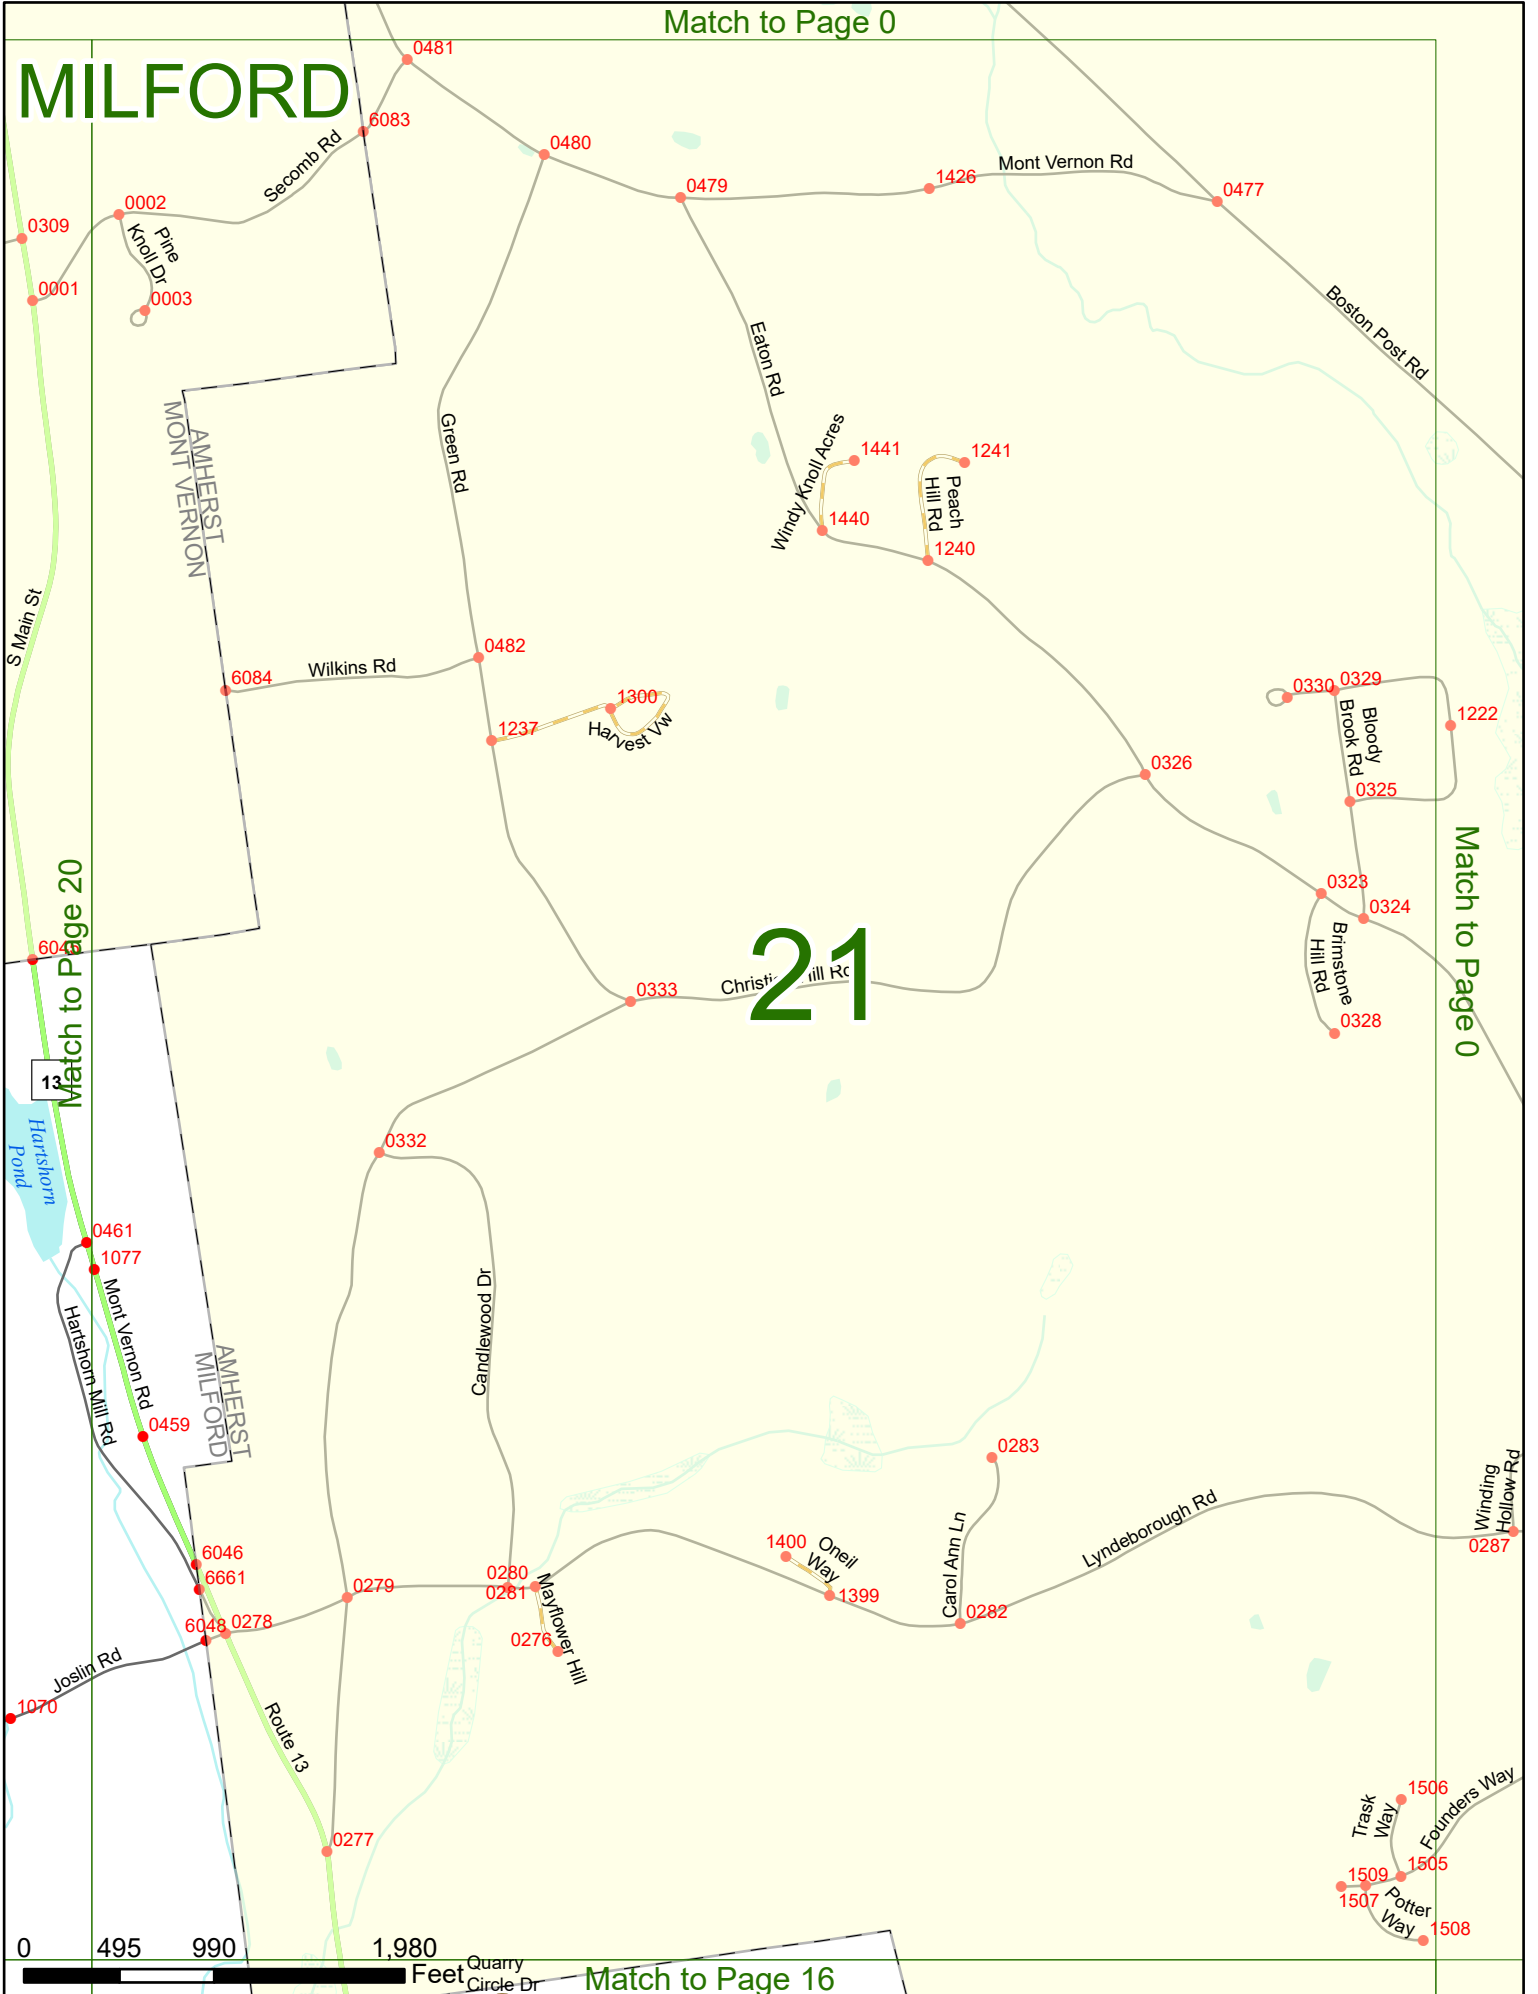 Match to Page 0
MILFORD
0481
6083
Secomb Rd
0480
0479
1426
Mont Vernon Rd
0477
0002
0309
Pine
Knoll Dr
0001
0003
Boston Post Rd
Eaton Rd
Green Rd
AMHERST
MONT VERNON
Windy Knoll Acres
1441
1241
Peach
Hill Rd
1440
1240
S Main St
0482
Wilkins Rd
6084
1300
Harvest Vw
1237
0330
0329
Bloody
Brook Rd
1222
0326
0325
Match to Page 20
Match to Page 0
0323
0324
Brimstone
Hill Rd
21
0333
0328
13
Hartshorn
Pond
0332
0461
1077
Mont Vernon Rd
Hartshorn Mill Rd
Candlewood Dr
AMHERST
MILFORD
0459
0283
Winding
Hollow Rd
Lyndeborough Rd
Carol Ann Ln
0287
1400
Oneil
Way
6046
6661
0279
0280
0281
Mayflower Hill
1399
0282
6048
0278
0276
Joslin Rd
1070
Route 13
0277
1506
Trask
Way
Founders Way
1505
1509
1507
Potter
Way
1508
0 495 990 1,980
Feet
Quarry
Circle Dr
Match to Page 16